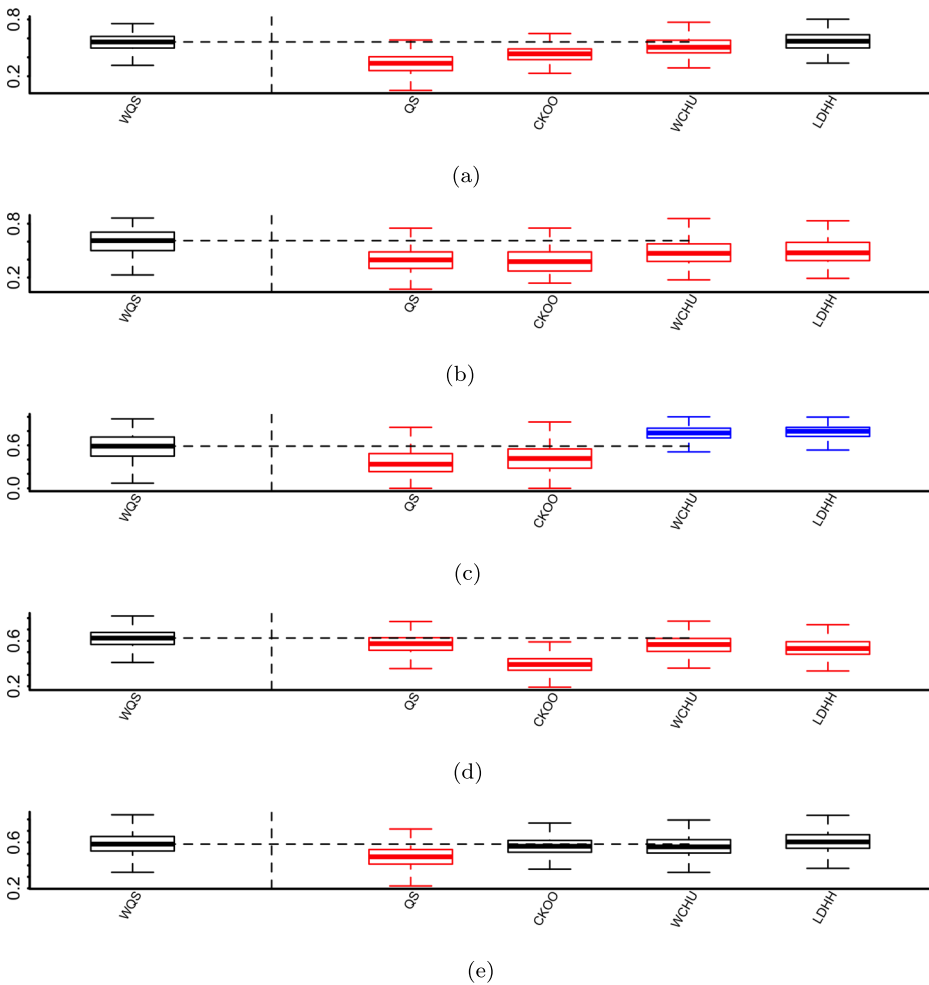 0.8
0.2
WQS QS CKOO WCHU LDHH
(a)
0.8
0.2
WQS QS CKOO WCHU LDHH
(b)
0.6
0.0
WQS QS CKOO WCHU LDHH
(c)
0.6
0.2
WQS QS CKOO WCHU LDHH
(d)
0.6
0.2
WQS QS CKOO WCHU LDHH
(e)